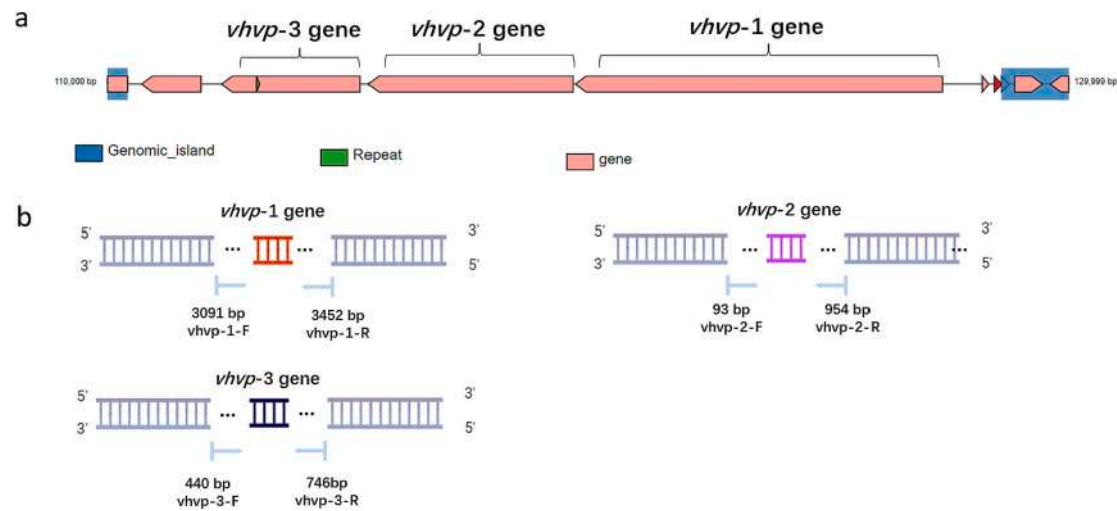 a
vhvp-3 gene
vhvp-2 gene
vhvp-1 gene
110,000 bp
129,999 bp
Genomic_island
Repeat
gene
b
vhvp-1 gene
5'
3'
...
...
3'
5'
3091 bp
vhvp-1-F
3452 bp
vhvp-1-R
vhvp-2 gene
5'
3'
...
...
...
3'
5'
93 bp
vhvp-2-F
954 bp
vhvp-2-R
vhvp-3 gene
5'
3'
...
...
3'
5'
440 bp
vhvp-3-F
746bp
vhvp-3-R